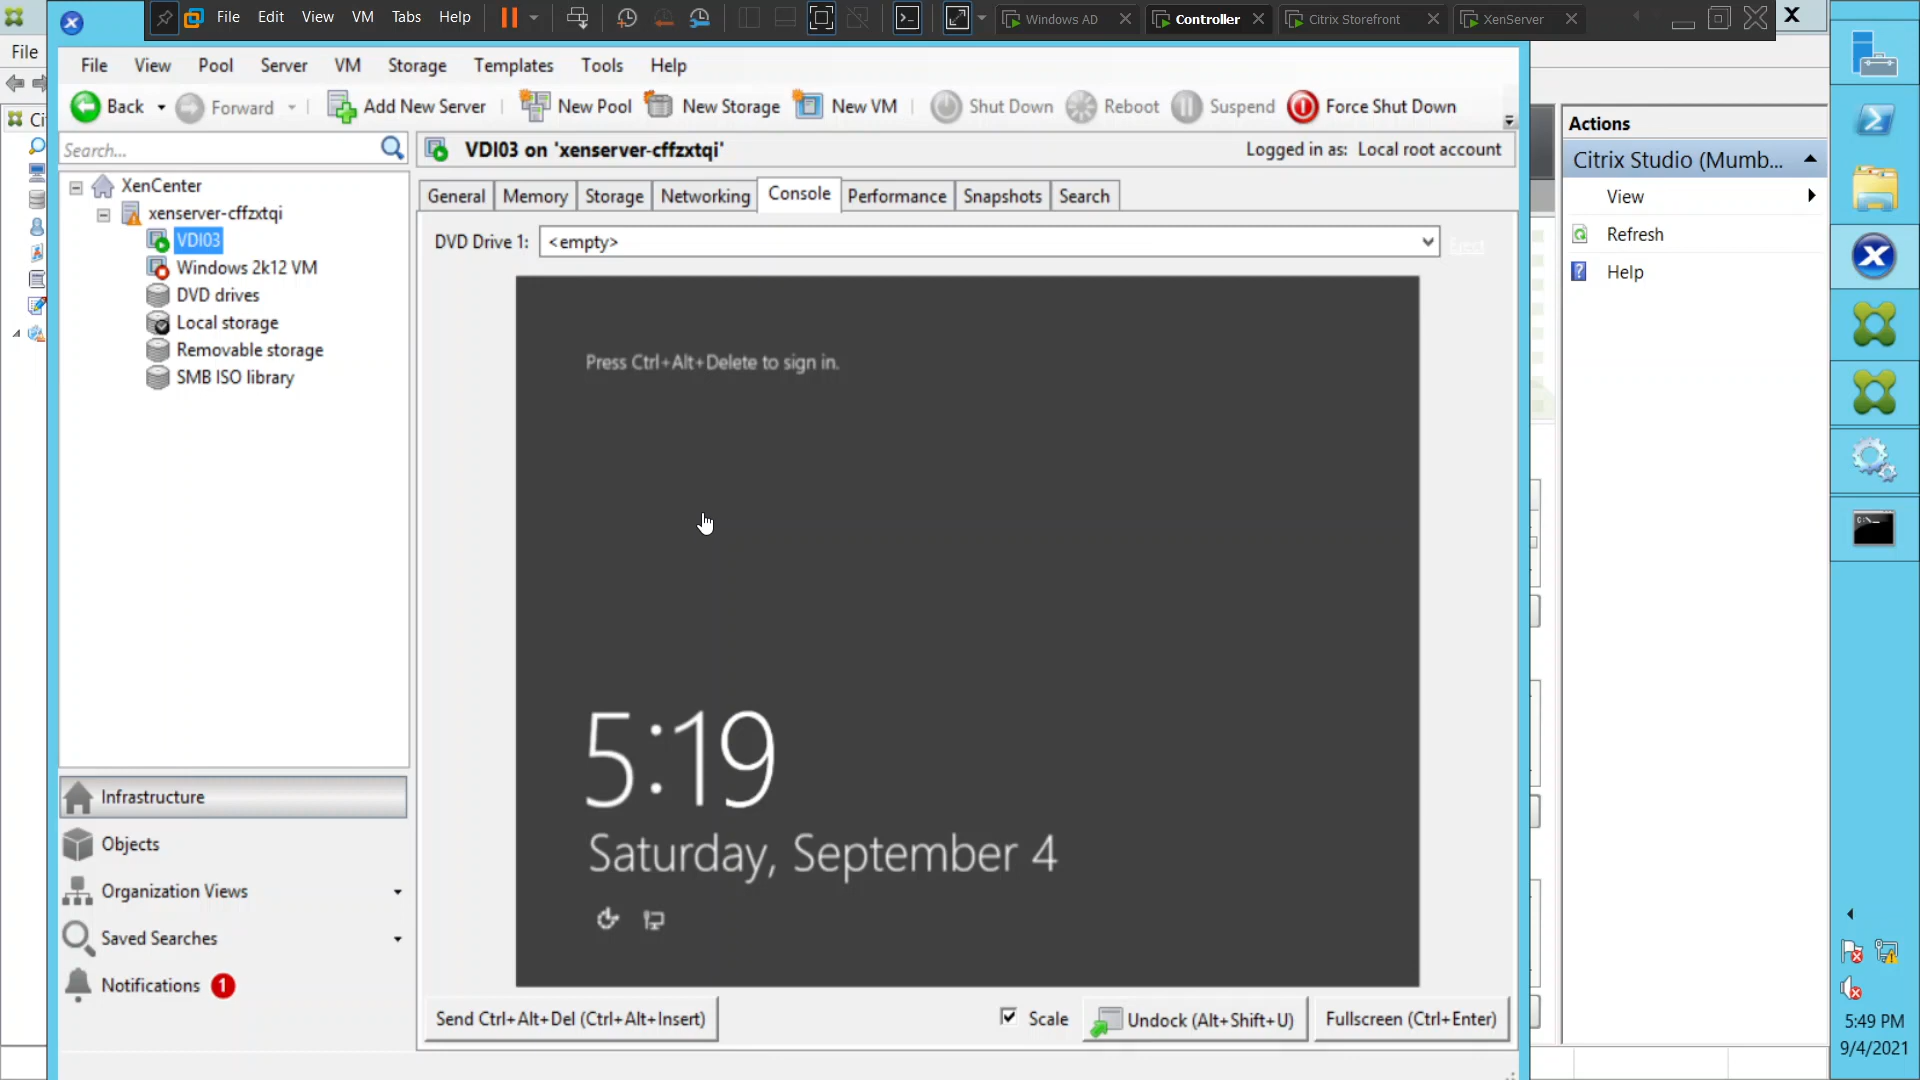 File Edit View VM Tabs Help
Windows AD
Controller
Citrix Storefront
XenServer
File
File View Pool Server VM Storage Templates Tools Help
Back Forward Add New Server New Pool New Storage New VM Shut Down Reboot Suspend Force Shut Down
Search...
VDI03 on 'xenserver-cffzxtqi'
Logged in as: Local root account
General Memory Storage Networking Console Performance Snapshots Search
DVD Drive 1: <empty> Eject
Ci
XenCenter
xenserver-cffzxtqi
VDI03
Windows 2k12 VM
DVD drives
Local storage
Removable storage
SMB ISO library
Press Ctrl+Alt+Delete to sign in.
5:19
Saturday, September 4
Infrastructure
Objects
Organization Views
Saved Searches
Notifications 1
Send Ctrl+Alt+Del (Ctrl+Alt+Insert)
Scale
Undock (Alt+Shift+U)
Fullscreen (Ctrl+Enter)
Actions
Citrix Studio (Mumb...
View
Refresh
Help
5:49 PM
9/4/2021